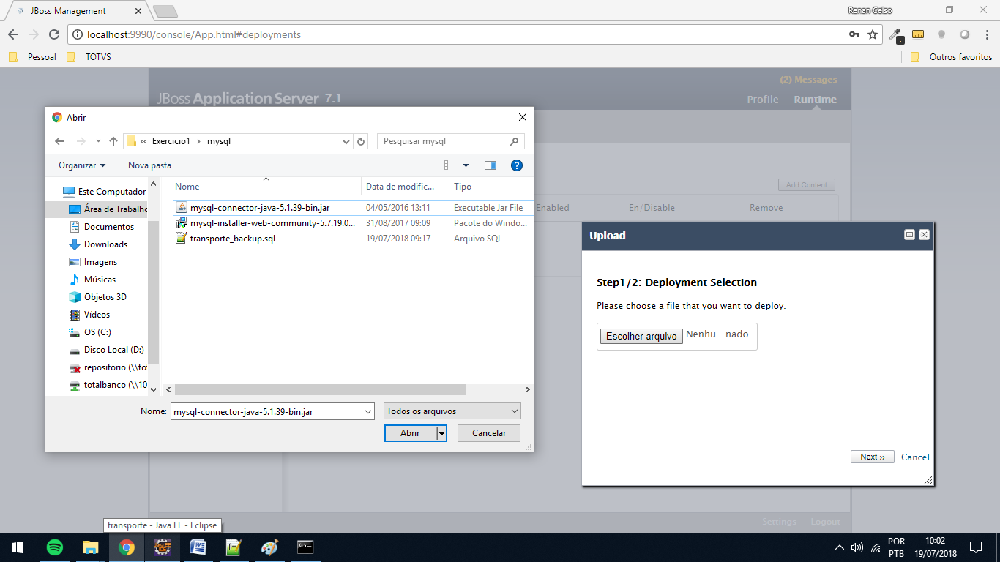 JBoss Management
Renan Celso
localhost:9990/console/App.html#deployments
Pessoal
TOTVS
Outros favoritos
(2) Messages
JBoss Application Server 7.1
Profile
Runtime
Abrir
« Exercicio1 › mysql
Pesquisar mysql
Organizar
Nova pasta
Nome
Data de modific...
Tipo
Este Computador
Área de Trabalho
Documentos
Downloads
Imagens
Músicas
Objetos 3D
Vídeos
OS (C:)
Disco Local (D:)
repositorio (\\tot
totalbanco (\\10
mysql-connector-java-5.1.39-bin.jar 04/05/2016 13:11 Executable Jar File
mysql-installer-web-community-5.7.19.0... 31/08/2017 09:09 Pacote do Windo...
transporte_backup.sql 19/07/2018 09:17 Arquivo SQL
Nome: mysql-connector-java-5.1.39-bin.jar
Todos os arquivos
Abrir
Cancelar
Add Content
Enabled
En/Disable
Remove
Upload
Step1/2: Deployment Selection
Please choose a file that you want to deploy.
Escolher arquivo Nenhu...nado
Next ››
Cancel
Settings
Logout
transporte - Java EE - Eclipse
POR
PTB
10:02
19/07/2018